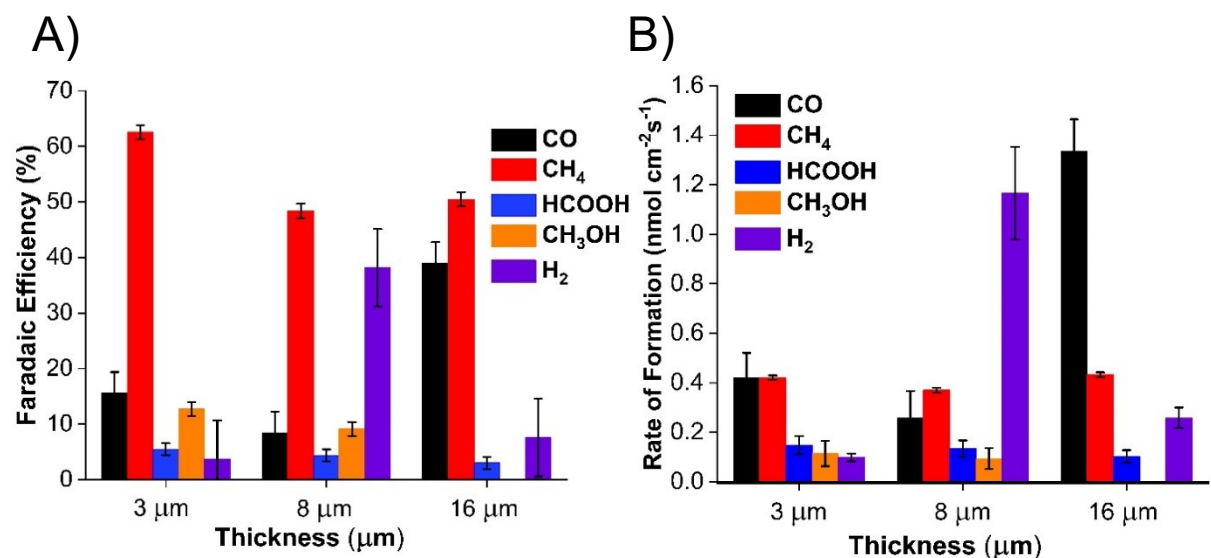 A)
Faradaic Efficiency (%)
70
60
50
40
30
20
10
0
CO
CH₄
HCOOH
CH₃OH
H₂
3 μm
8 μm
16 μm
Thickness (μm)
B)
Rate of Formation (nmol cm⁻²s⁻¹)
1.6
1.4
1.2
1.0
0.8
0.6
0.4
0.2
0.0
CO
CH₄
HCOOH
CH₃OH
H₂
3 μm
8 μm
16 μm
Thickness (μm)